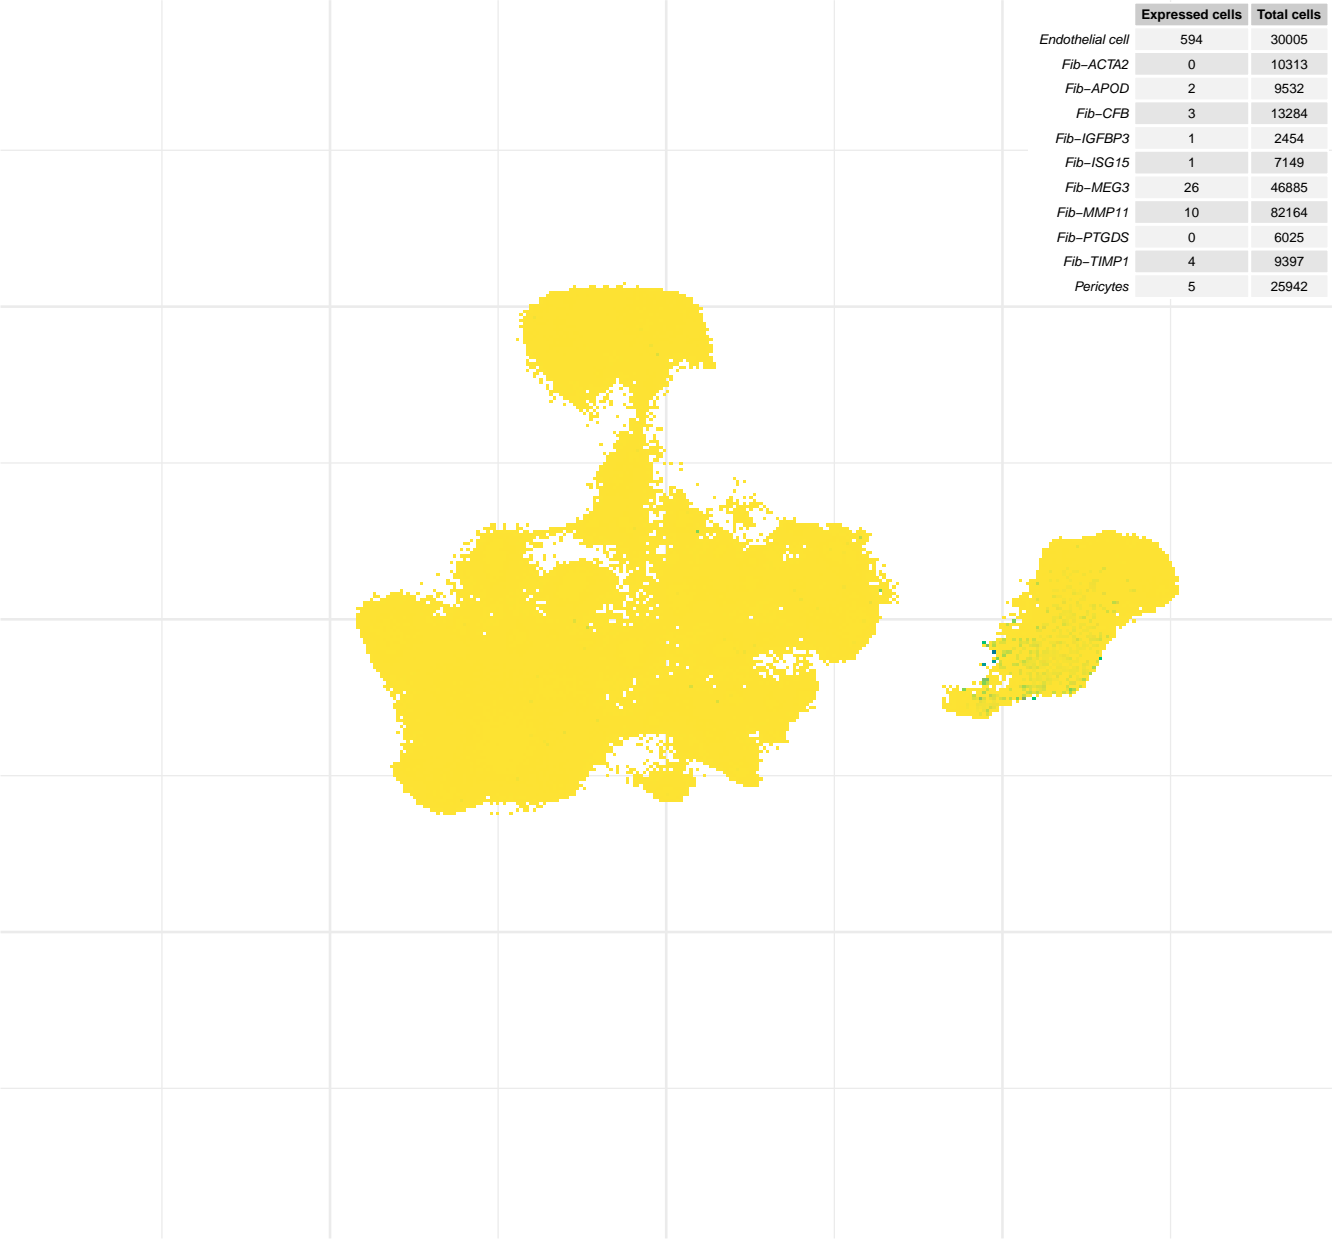 Expressed cells Total cells
Endothelial cell 594 30005
Fib−ACTA2 0 10313
Fib−APOD 2 9532
Fib−CFB 3 13284
Fib−IGFBP3 1 2454
Fib−ISG15 1 7149
Fib−MEG3 26 46885
Fib−MMP11 10 82164
Fib−PTGDS 0 6025
Fib−TIMP1 4 9397
Pericytes 5 25942